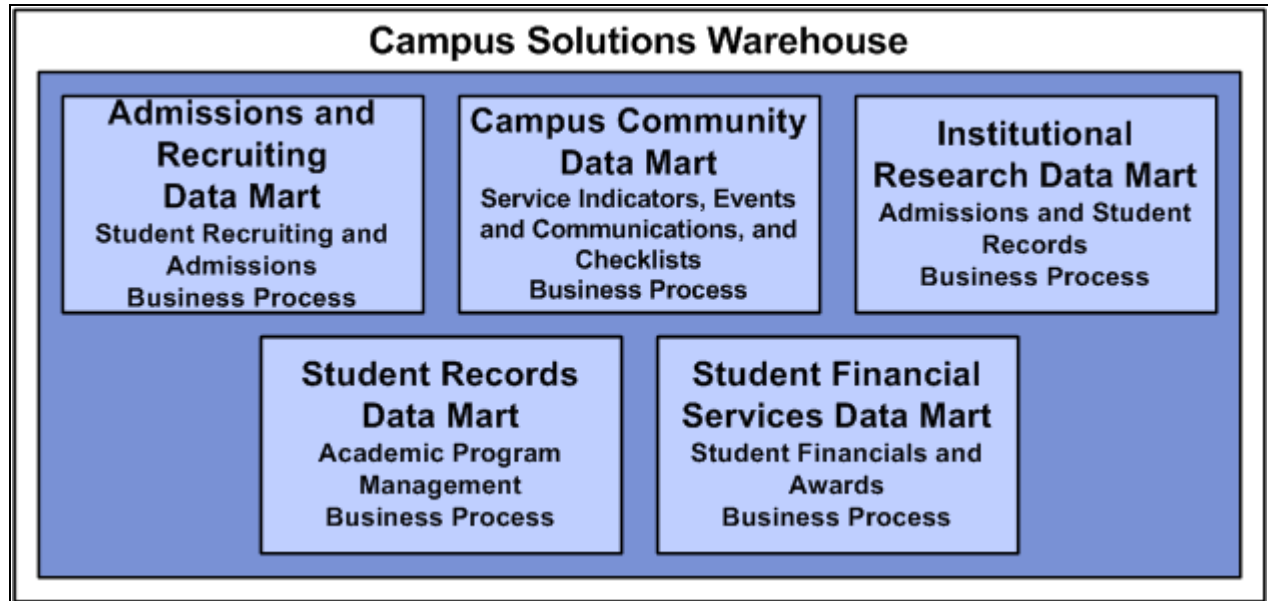 Campus Solutions Warehouse
Admissions and
Recruiting
Data Mart
Student Recruiting and
Admissions
Business Process
Campus Community
Data Mart
Service Indicators, Events
and Communications, and
Checklists
Business Process
Institutional
Research Data Mart
Admissions and Student
Records
Business Process
Student Records
Data Mart
Academic Program
Management
Business Process
Student Financial
Services Data Mart
Student Financials and
Awards
Business Process